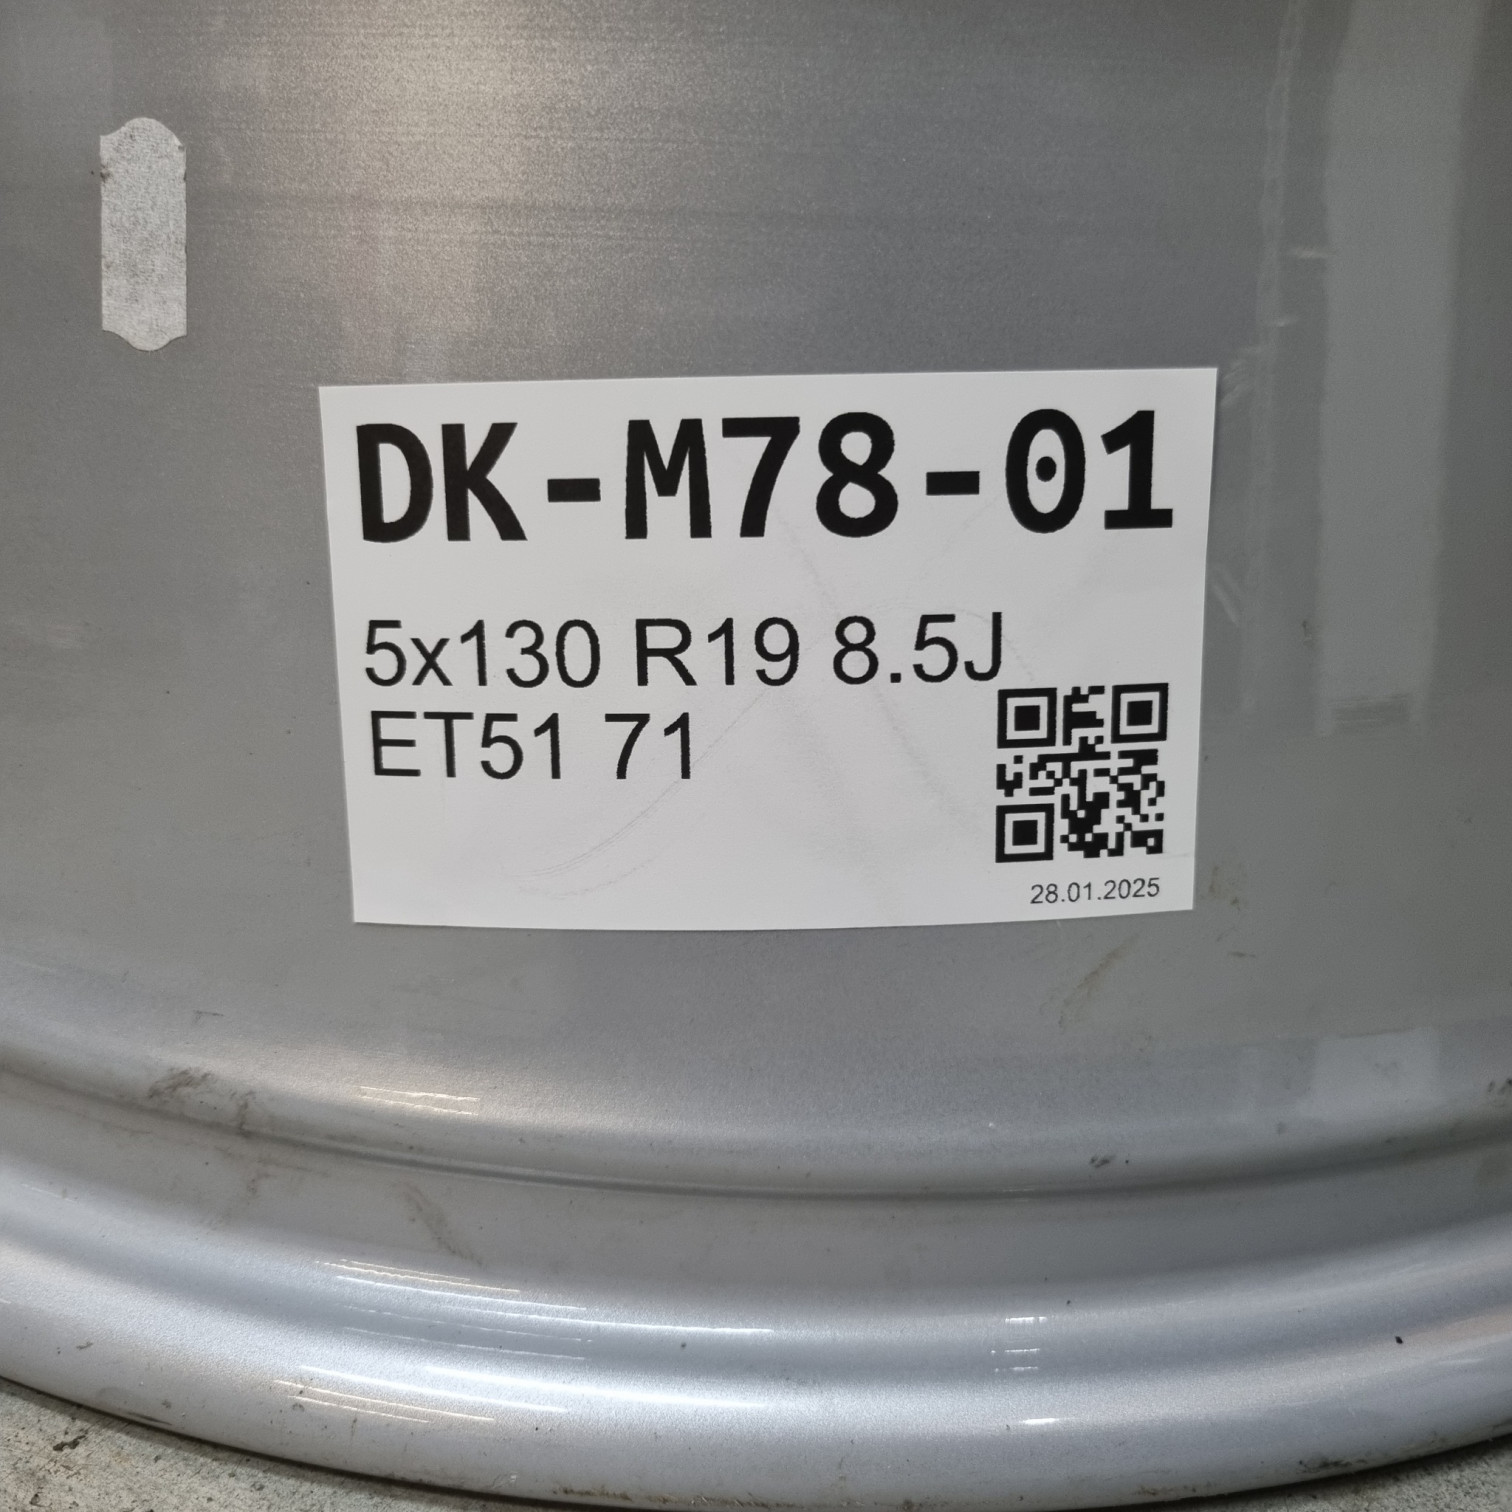 DK-M78-01
5x130 R19 8.5J
ET51 71
28.01.2025